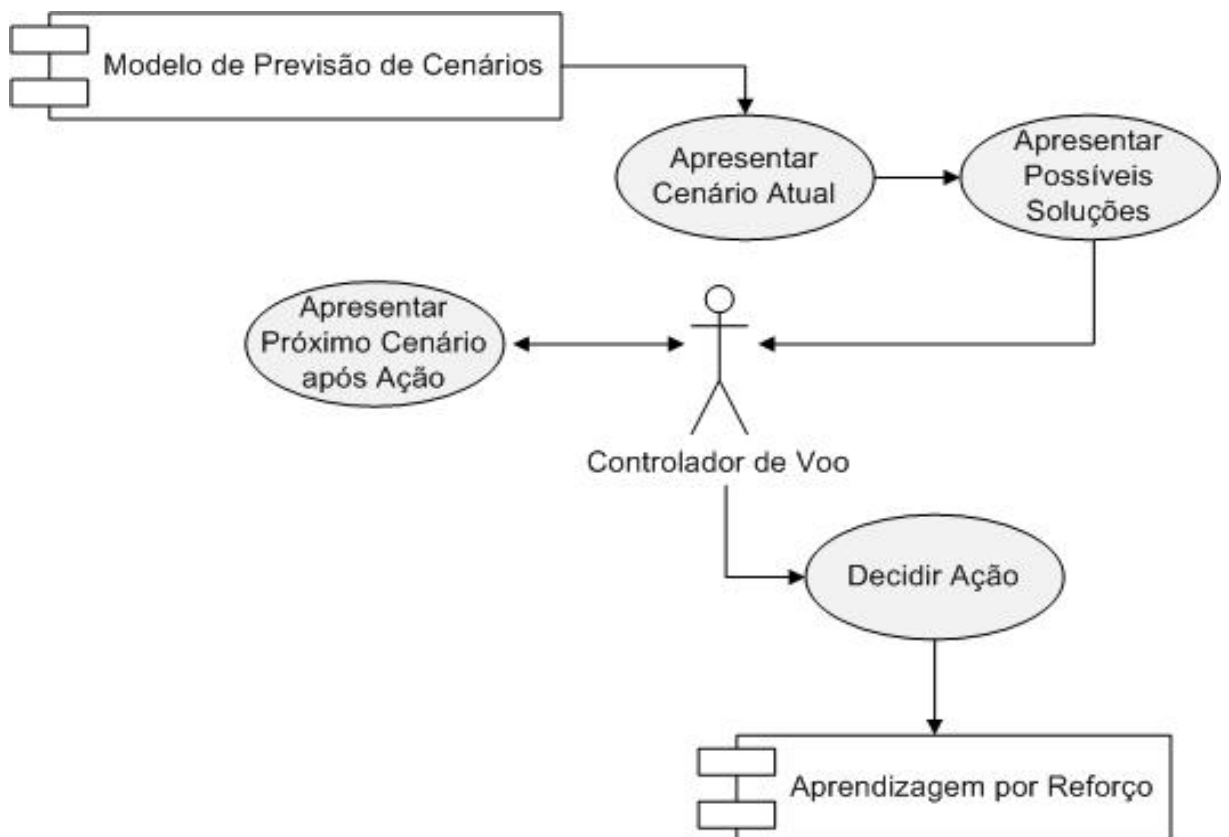 Modelo de Previsão de Cenários
Apresentar
Cenário Atual
Apresentar
Possíveis
Soluções
Apresentar
Próximo Cenário
após Ação
Controlador de Voo
Decidir Ação
Aprendizagem por Reforço